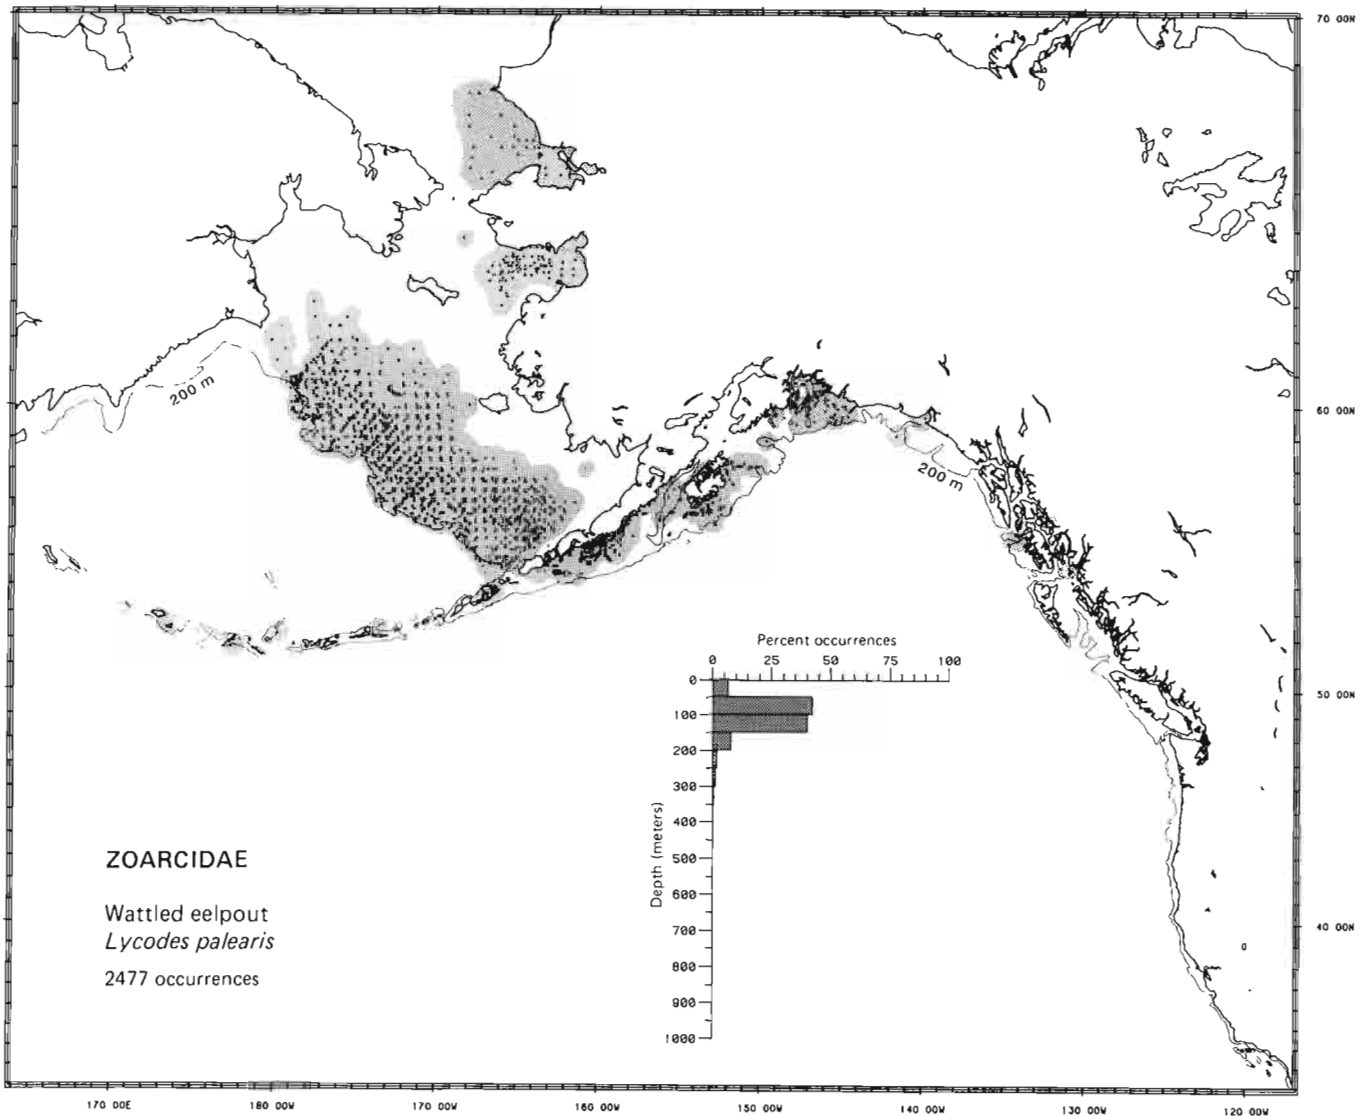 70 00N
200 m
60 00N
200 m
Percent occurrences
0 25 50 75 100
0
100
200
300
400
500
600
700
800
900
1000
Depth (meters)
50 00N
40 00N
ZOARCIDAE
Wattled eelpout
Lycodes palearis
2477 occurrences
170 00E 180 00W 170 00W 160 00W 150 00W 140 00W 130 00W 120 00W